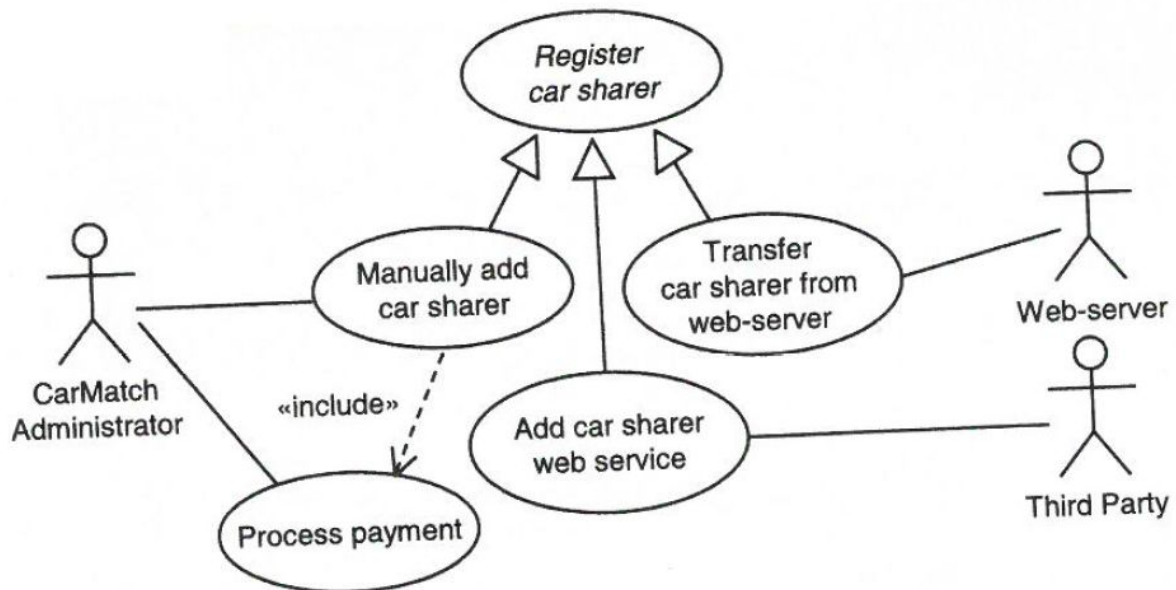 Register
car sharer
Manually add
car sharer
Transfer
car sharer from
web-server
Web-server
CarMatch
Administrator
«include»
Add car sharer
web service
Process payment
Third Party